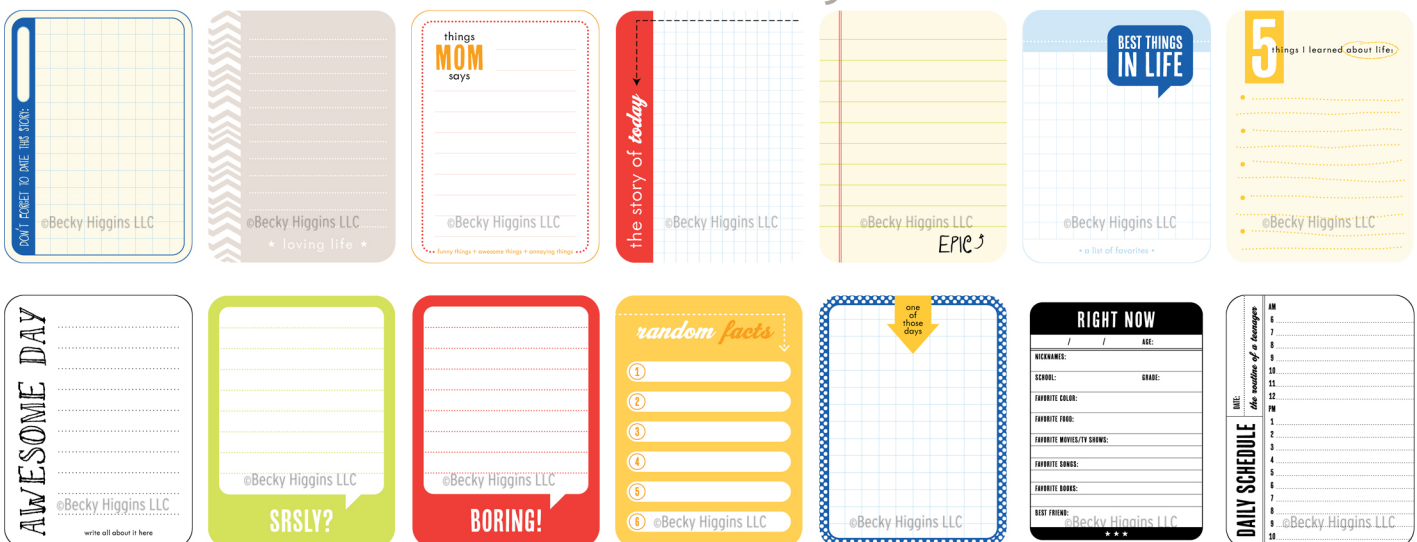 DON'T FORGET TO DATE THIS STORY:
©Becky Higgins LLC
©Becky Higgins LLC
★ loving life ★
things
MOM
says
©Becky Higgins LLC
• funny things + awesome things + annoying things •
the story of today
©Becky Higgins LLC
©Becky Higgins LLC
EPIC
BEST THINGS
IN LIFE
©Becky Higgins LLC
• a list of favorites •
5 things I learned about life:
©Becky Higgins LLC
AWESOME DAY
©Becky Higgins LLC
write all about it here
©Becky Higgins LLC
SRSLY?
©Becky Higgins LLC
BORING!
random facts
1
2
3
4
5
6 ©Becky Higgins LLC
one
of
those
days
©Becky Higgins LLC
RIGHT NOW
/ / AGE:
NICKNAMES:
SCHOOL: GRADE:
FAVORITE COLOR:
FAVORITE FOOD:
FAVORITE MOVIES/TV SHOWS:
FAVORITE SONGS:
FAVORITE BOOKS:
BEST FRIEND:
©Becky Higgins LLC
★ ★ ★
DATE:
the routine of a teenager
DAILY SCHEDULE
AM
6
7
8
9
10
11
12
PM
1
2
3
4
5
6
7
8
9 ©Becky Higgins LLC
10